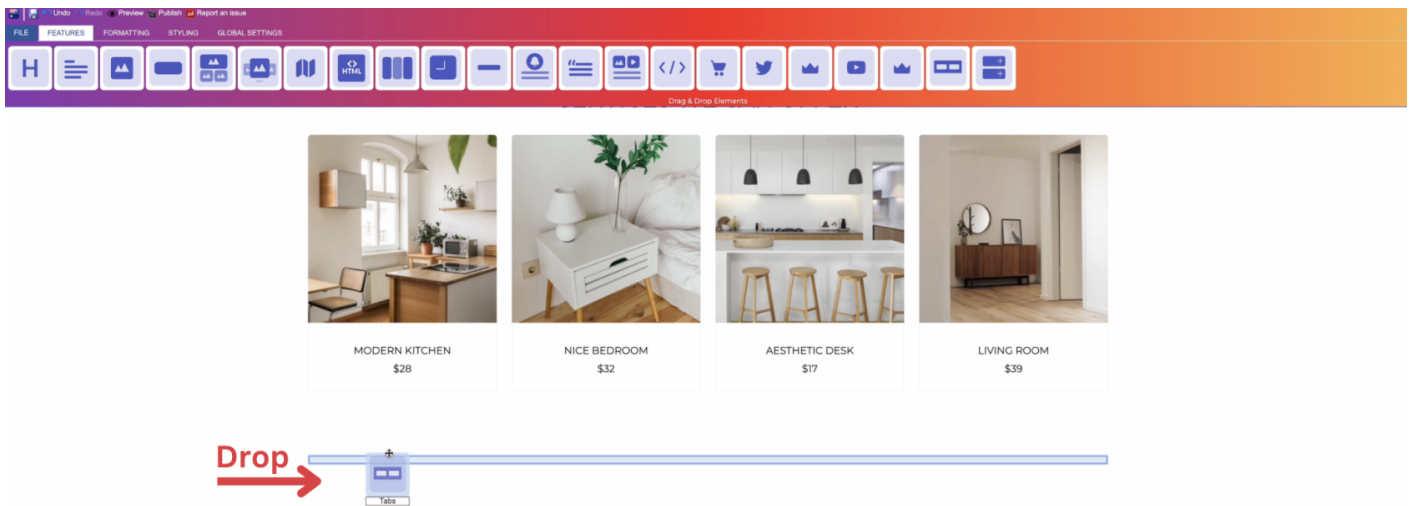 Undo Redo Preview Publish Report an issue
FILE FEATURES FORMATTING STYLING GLOBAL SETTINGS
H
HTML
Drag & Drop Elements
MODERN KITCHEN NICE BEDROOM AESTHETIC DESK LIVING ROOM
$28 $32 $17 $39
Drop
Tabs